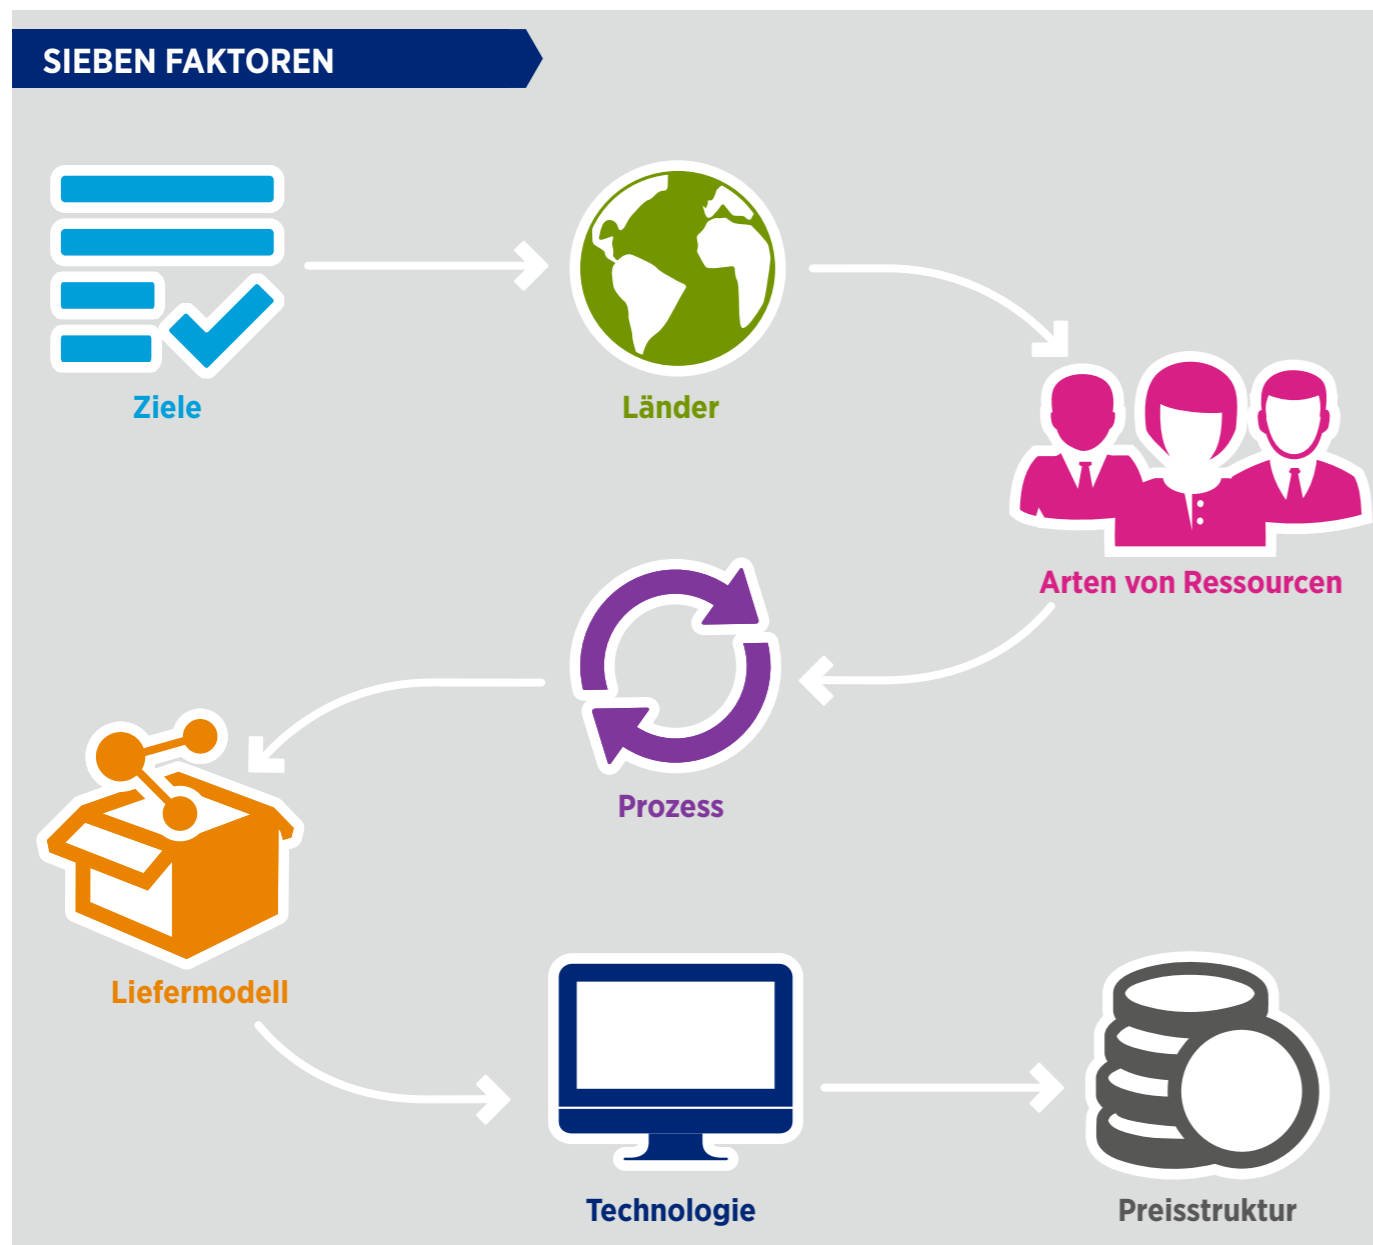 SIEBEN FAKTOREN
Ziele
Länder
Arten von Ressourcen
Prozess
Liefermodell
Technologie
Preisstruktur